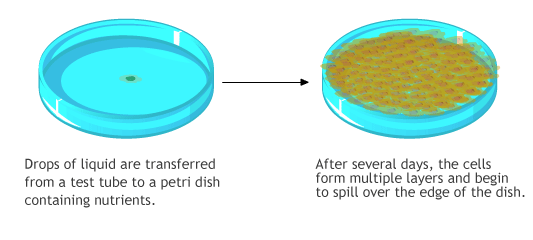 Drops of liquid are transferred
from a test tube to a petri dish
containing nutrients.
After several days, the cells
form multiple layers and begin
to spill over the edge of the dish.